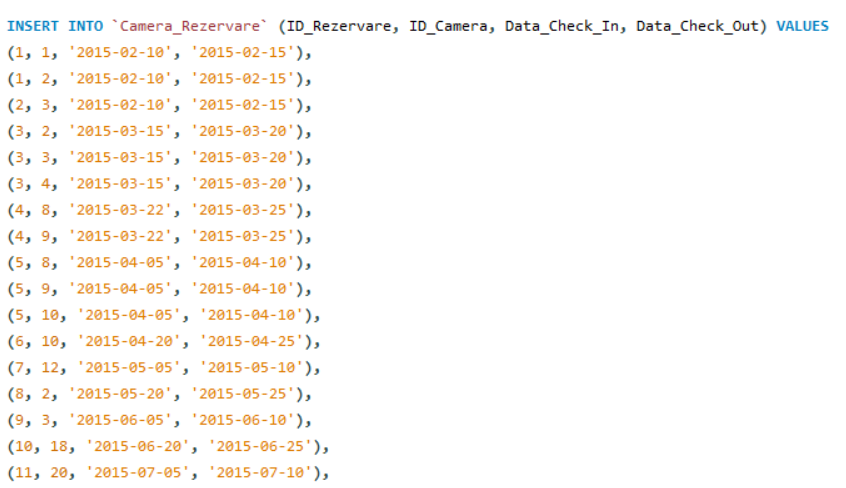 INSERT INTO `Camera_Rezervare` (ID_Rezervare, ID_Camera, Data_Check_In, Data_Check_Out) VALUES
(1, 1, '2015-02-10', '2015-02-15'),
(1, 2, '2015-02-10', '2015-02-15'),
(2, 3, '2015-02-10', '2015-02-15'),
(3, 2, '2015-03-15', '2015-03-20'),
(3, 3, '2015-03-15', '2015-03-20'),
(3, 4, '2015-03-15', '2015-03-20'),
(4, 8, '2015-03-22', '2015-03-25'),
(4, 9, '2015-03-22', '2015-03-25'),
(5, 8, '2015-04-05', '2015-04-10'),
(5, 9, '2015-04-05', '2015-04-10'),
(5, 10, '2015-04-05', '2015-04-10'),
(6, 10, '2015-04-20', '2015-04-25'),
(7, 12, '2015-05-05', '2015-05-10'),
(8, 2, '2015-05-20', '2015-05-25'),
(9, 3, '2015-06-05', '2015-06-10'),
(10, 18, '2015-06-20', '2015-06-25'),
(11, 20, '2015-07-05', '2015-07-10'),